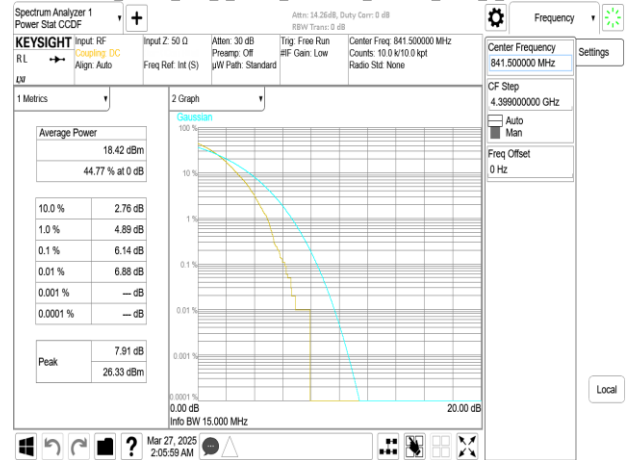 Spectrum Analyzer 1
Power Stat CCDF
Atten: 14.26dB, Duty Corr: 0 dB
RBW Trans: 0 dB
Frequency
Settings
KEYSIGHT
RL
Input: RF
Coupling: DC
Align: Auto
Input Z: 50 Ω
Freq Ref: Int (S)
Atten: 30 dB
Preamp: Off
µW Path: Standard
Trig: Free Run
#IF Gain: Low
Center Freq: 841.500000 MHz
Counts: 10.0 k/10.0 kpt
Radio Std: None
Center Frequency
841.500000 MHz
CF Step
4.399000000 GHz
Auto
Man
Freq Offset
0 Hz
1 Metrics
Average Power
18.42 dBm
44.77 % at 0 dB
10.0 % 2.76 dB
1.0 % 4.89 dB
0.1 % 6.14 dB
0.01 % 6.88 dB
0.001 % --- dB
0.0001 % --- dB
Peak
7.91 dB
26.33 dBm
2 Graph
Gaussian
100 %
10 %
1 %
0.1 %
0.01 %
0.001 %
0.0001 %
0.00 dB
20.00 dB
Info BW 15.000 MHz
Local
Mar 27, 2025
2:05:59 AM